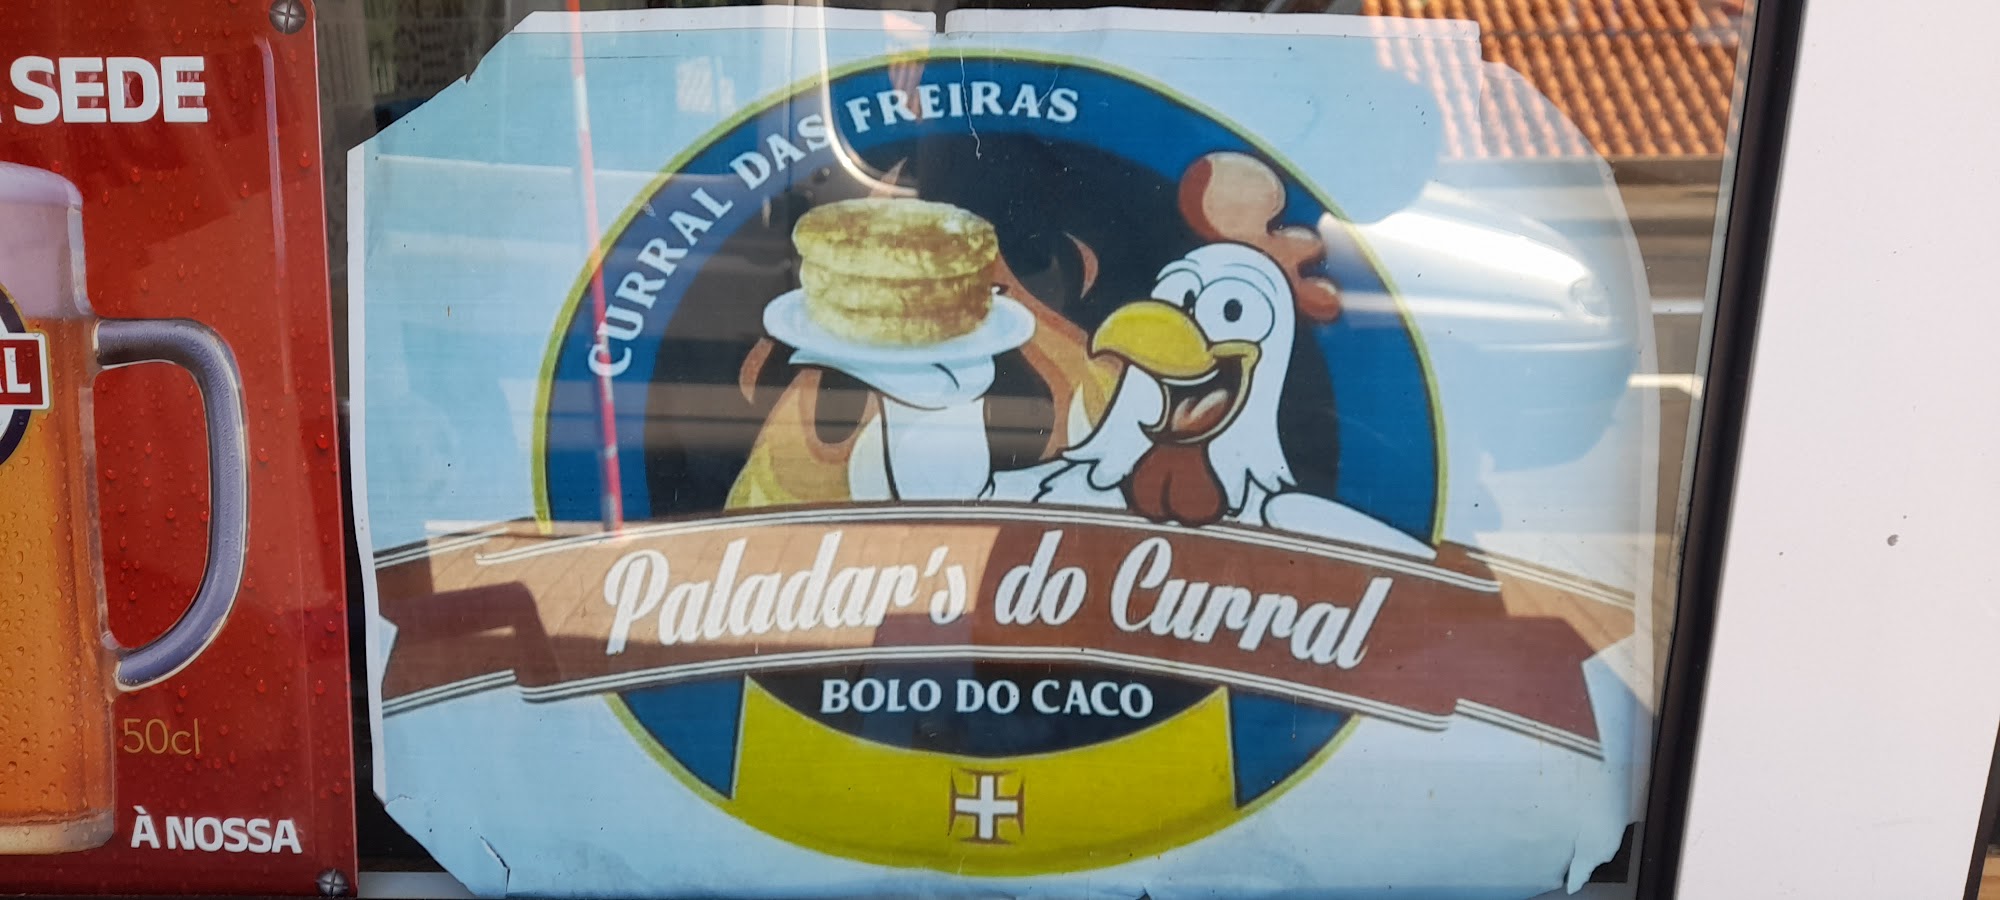 SEDE
50cl
À NOSSA
CURRAL DAS FREIRAS
Paladar's do Curral
BOLO DO CACO